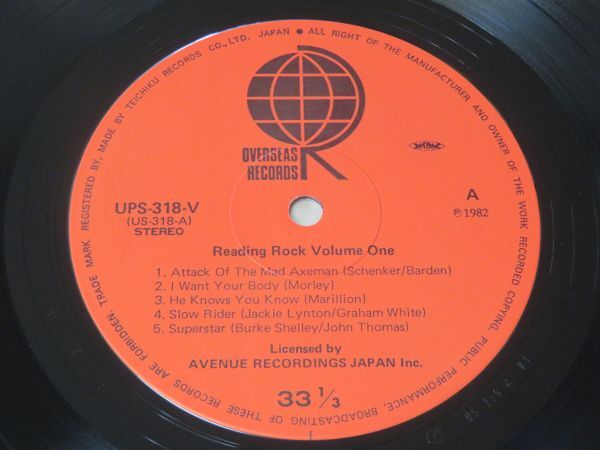 TRADE MARK REGISTERED BY, MADE BY TEICHIKU RECORDS CO., LTD. JAPAN ● ALL RIGHT OF THE MANUFACTURER AND OWNER OF THE WORK RECORDED COPYING, PUBLIC PERFORMANCE, BROADCASTING OF THESE RECORDS ARE FORBIDDEN.
OVERSEAS
RECORDS
UPS-318-V
(US-318-A)
STEREO
A
Ⓟ1982
Reading Rock Volume One
1. Attack Of The Mad Axeman (Schenker/Barden)
2. I Want Your Body (Morley)
3. He Knows You Know (Marillion)
4. Slow Rider (Jackie Lynton/Graham White)
5. Superstar (Burke Shelley/John Thomas)
Licensed by
AVENUE RECORDINGS JAPAN Inc.
33 1/3